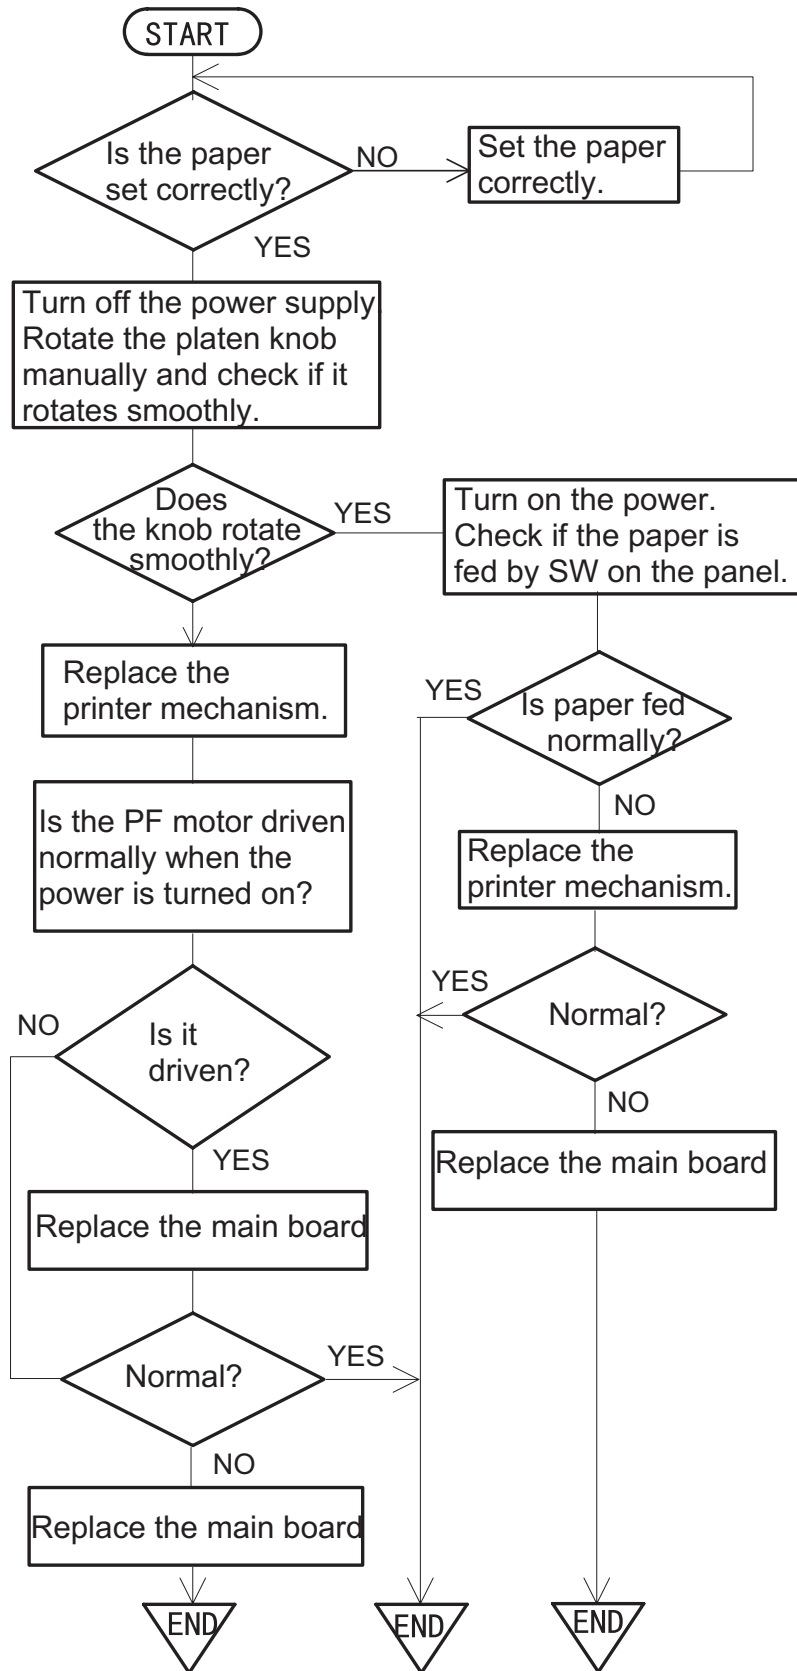 START
Is the paper
set correctly?
NO
Set the paper
correctly.
YES
Turn off the power supply.
Rotate the platen knob
manually and check if it
rotates smoothly.
Does
the knob rotate
smoothly?
YES
Turn on the power.
Check if the paper is
fed by SW on the panel.
Replace the
printer mechanism.
YES
Is paper fed
normally?
NO
Is the PF motor driven
normally when the
power is turned on?
Replace the
printer mechanism.
YES
Normal?
NO
NO
Is it
driven?
YES
Replace the main board
Replace the main board
Normal?
YES
NO
Replace the main board
END
END
END